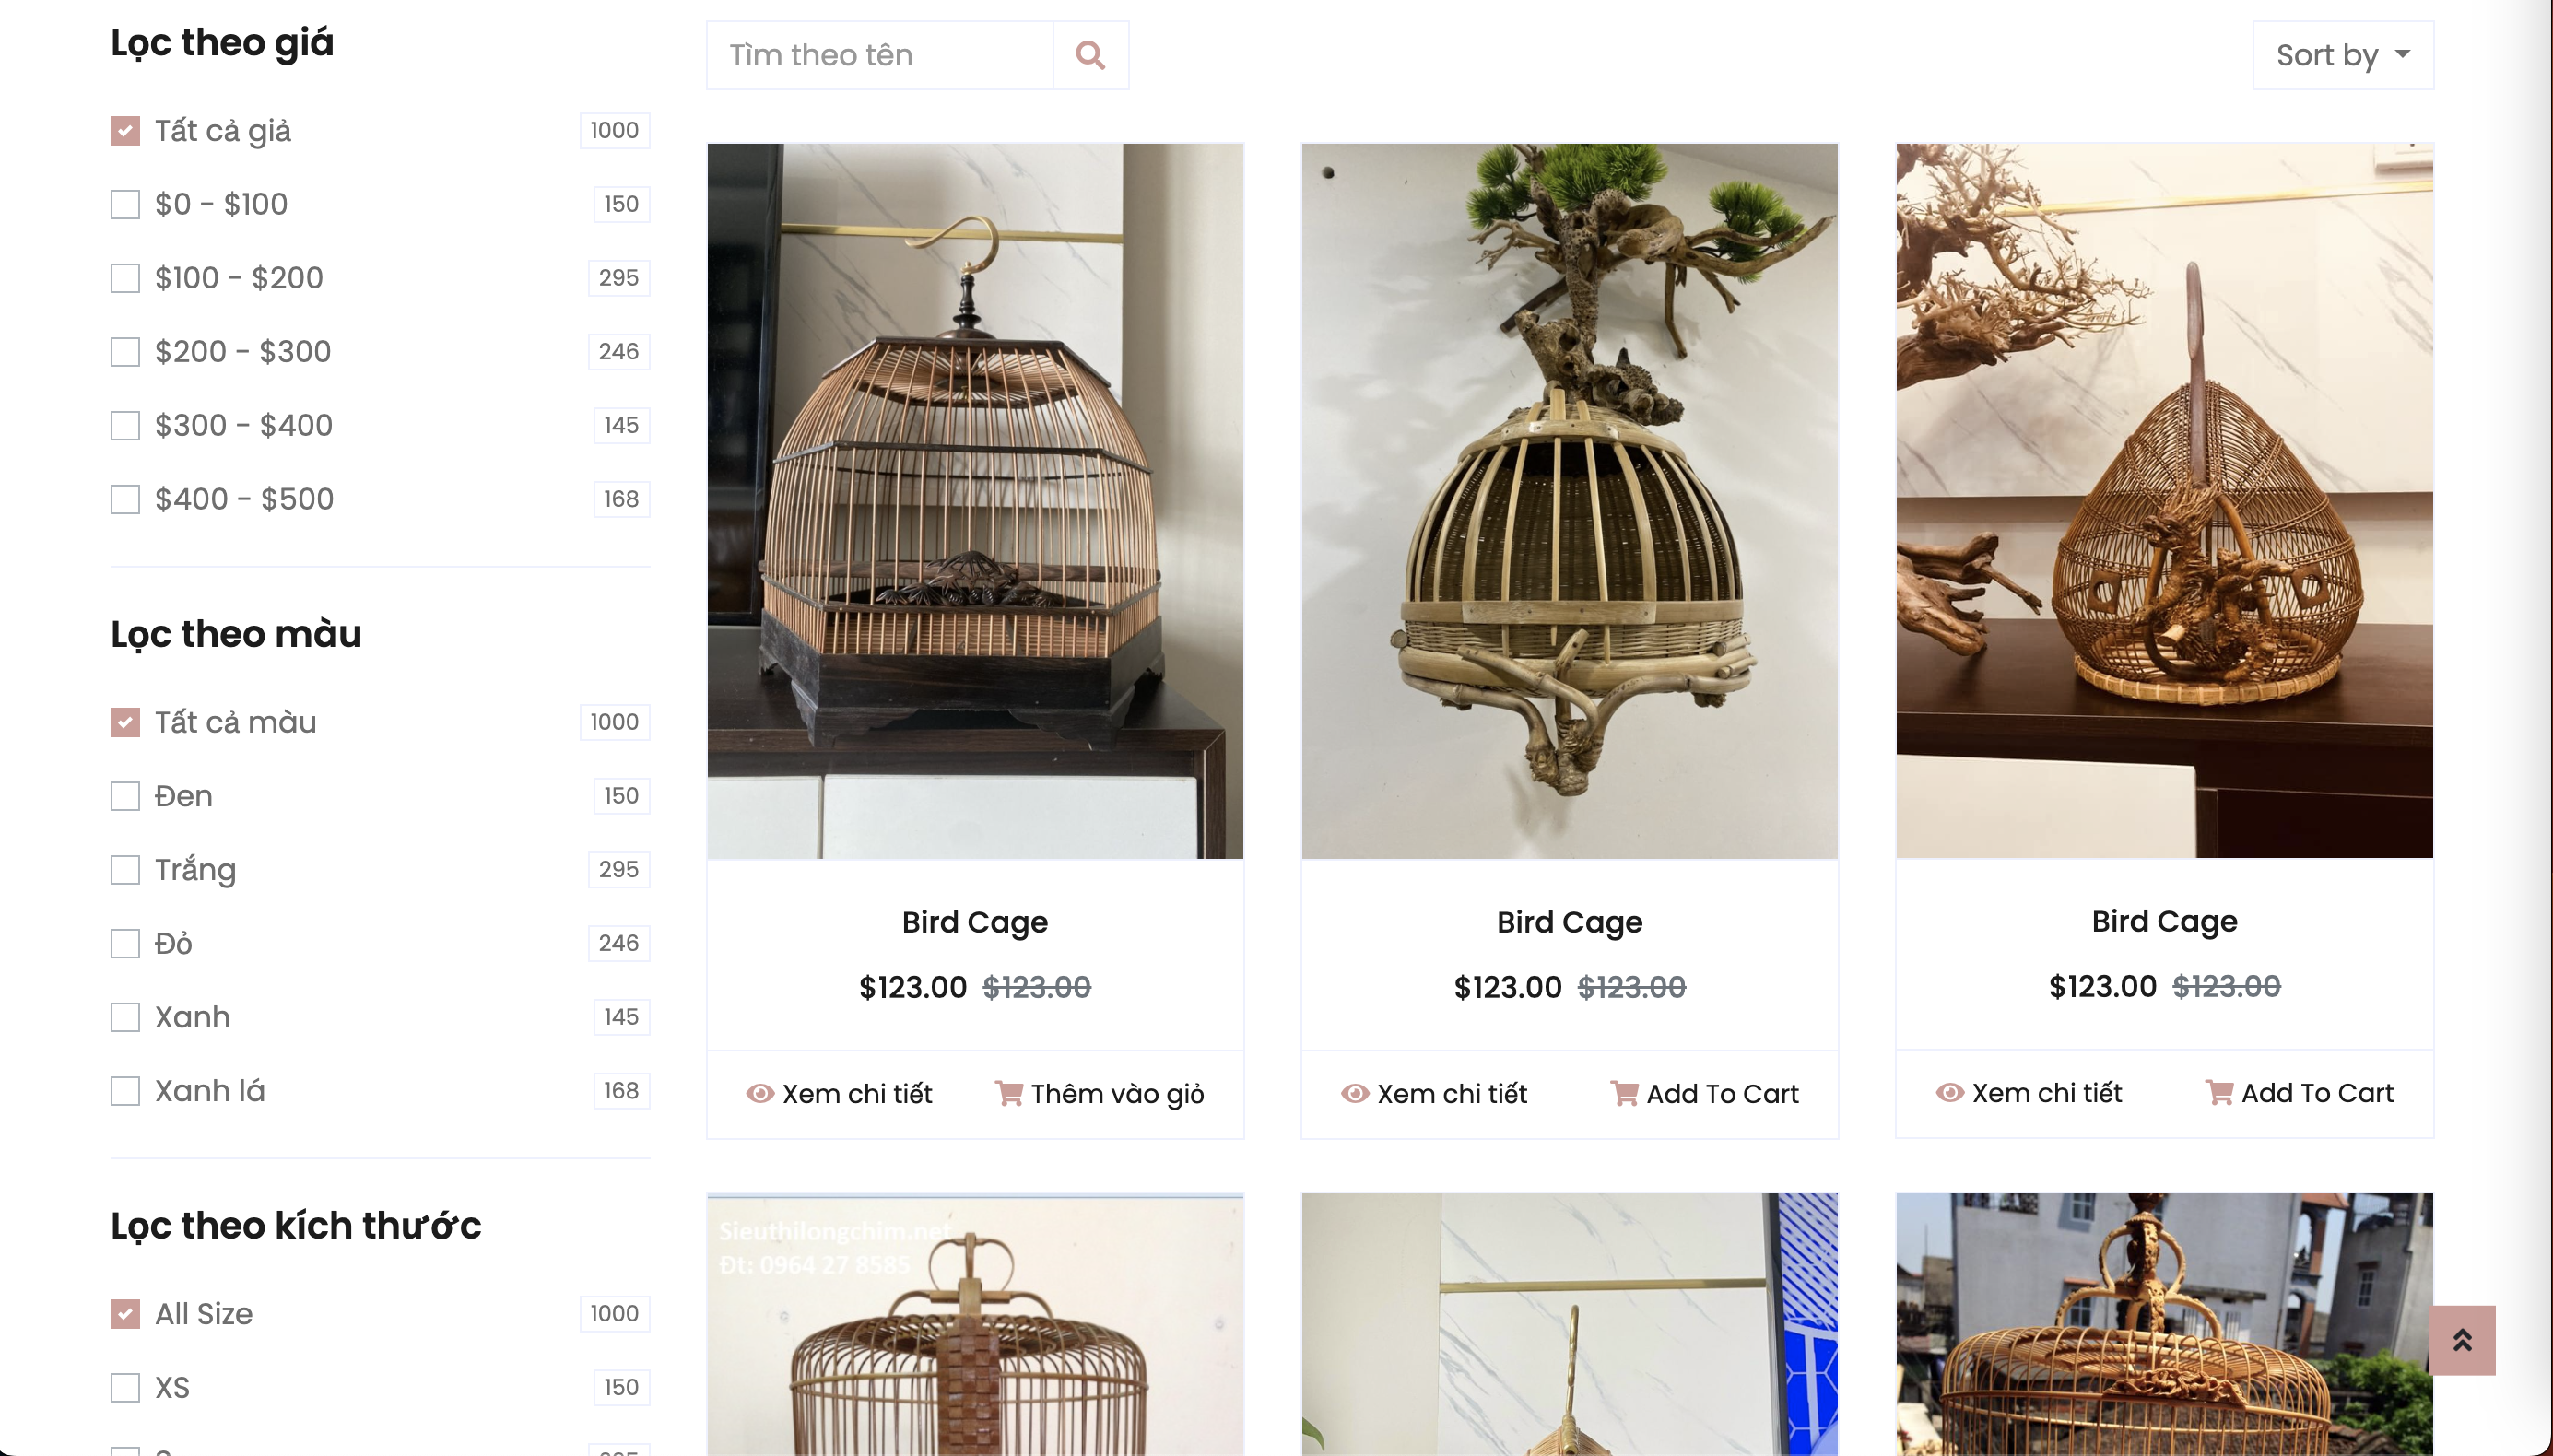 Lọc theo giá
Tất cả giả 1000
$0 - $100 150
$100 - $200 295
$200 - $300 246
$300 - $400 145
$400 - $500 168
Lọc theo màu
Tất cả màu 1000
Đen 150
Trắng 295
Đỏ 246
Xanh 145
Xanh lá 168
Lọc theo kích thước
All Size 1000
XS 150
Tìm theo tên
Sort by
Bird Cage
$123.00 $123.00
Xem chi tiết Thêm vào giỏ
Bird Cage
$123.00 $123.00
Xem chi tiết Add To Cart
Bird Cage
$123.00 $123.00
Xem chi tiết Add To Cart
Sieuthilongchim.net
Đt: 0964 27 8585